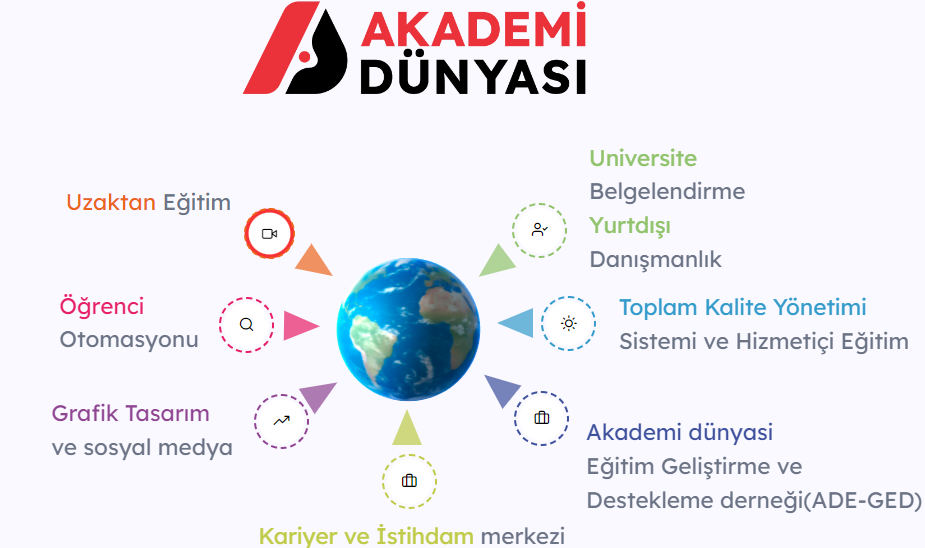 AKADEMİ
DÜNYASI
Uzaktan Eğitim
Öğrenci
Otomasyonu
Grafik Tasarım
ve sosyal medya
Kariyer ve İstihdam merkezi
Universite
Belgelendirme
Yurtdışı
Danışmanlık
Toplam Kalite Yönetimi
Sistemi ve Hizmetiçi Eğitim
Akademi dünyasi
Eğitim Geliştirme ve
Destekleme derneği(ADE-GED)